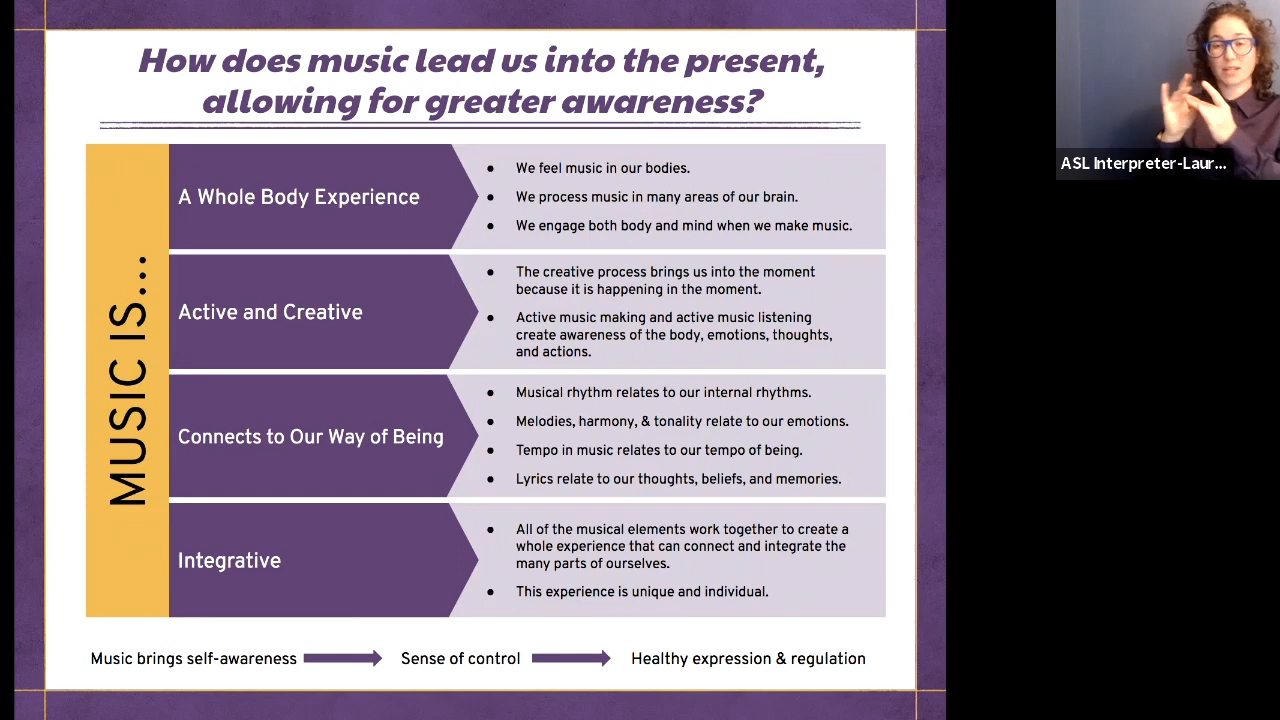 How does music lead us into the present,
allowing for greater awareness?
MUSIC IS...
A Whole Body Experience
● We feel music in our bodies.
● We process music in many areas of our brain.
● We engage both body and mind when we make music.
Active and Creative
● The creative process brings us into the moment
because it is happening in the moment.
● Active music making and active music listening
create awareness of the body, emotions, thoughts,
and actions.
Connects to Our Way of Being
● Musical rhythm relates to our internal rhythms.
● Melodies, harmony, & tonality relate to our emotions.
● Tempo in music relates to our tempo of being.
● Lyrics relate to our thoughts, beliefs, and memories.
Integrative
● All of the musical elements work together to create a
whole experience that can connect and integrate the
many parts of ourselves.
● This experience is unique and individual.
Music brings self-awareness Sense of control Healthy expression & regulation
ASL Interpreter-Laur...